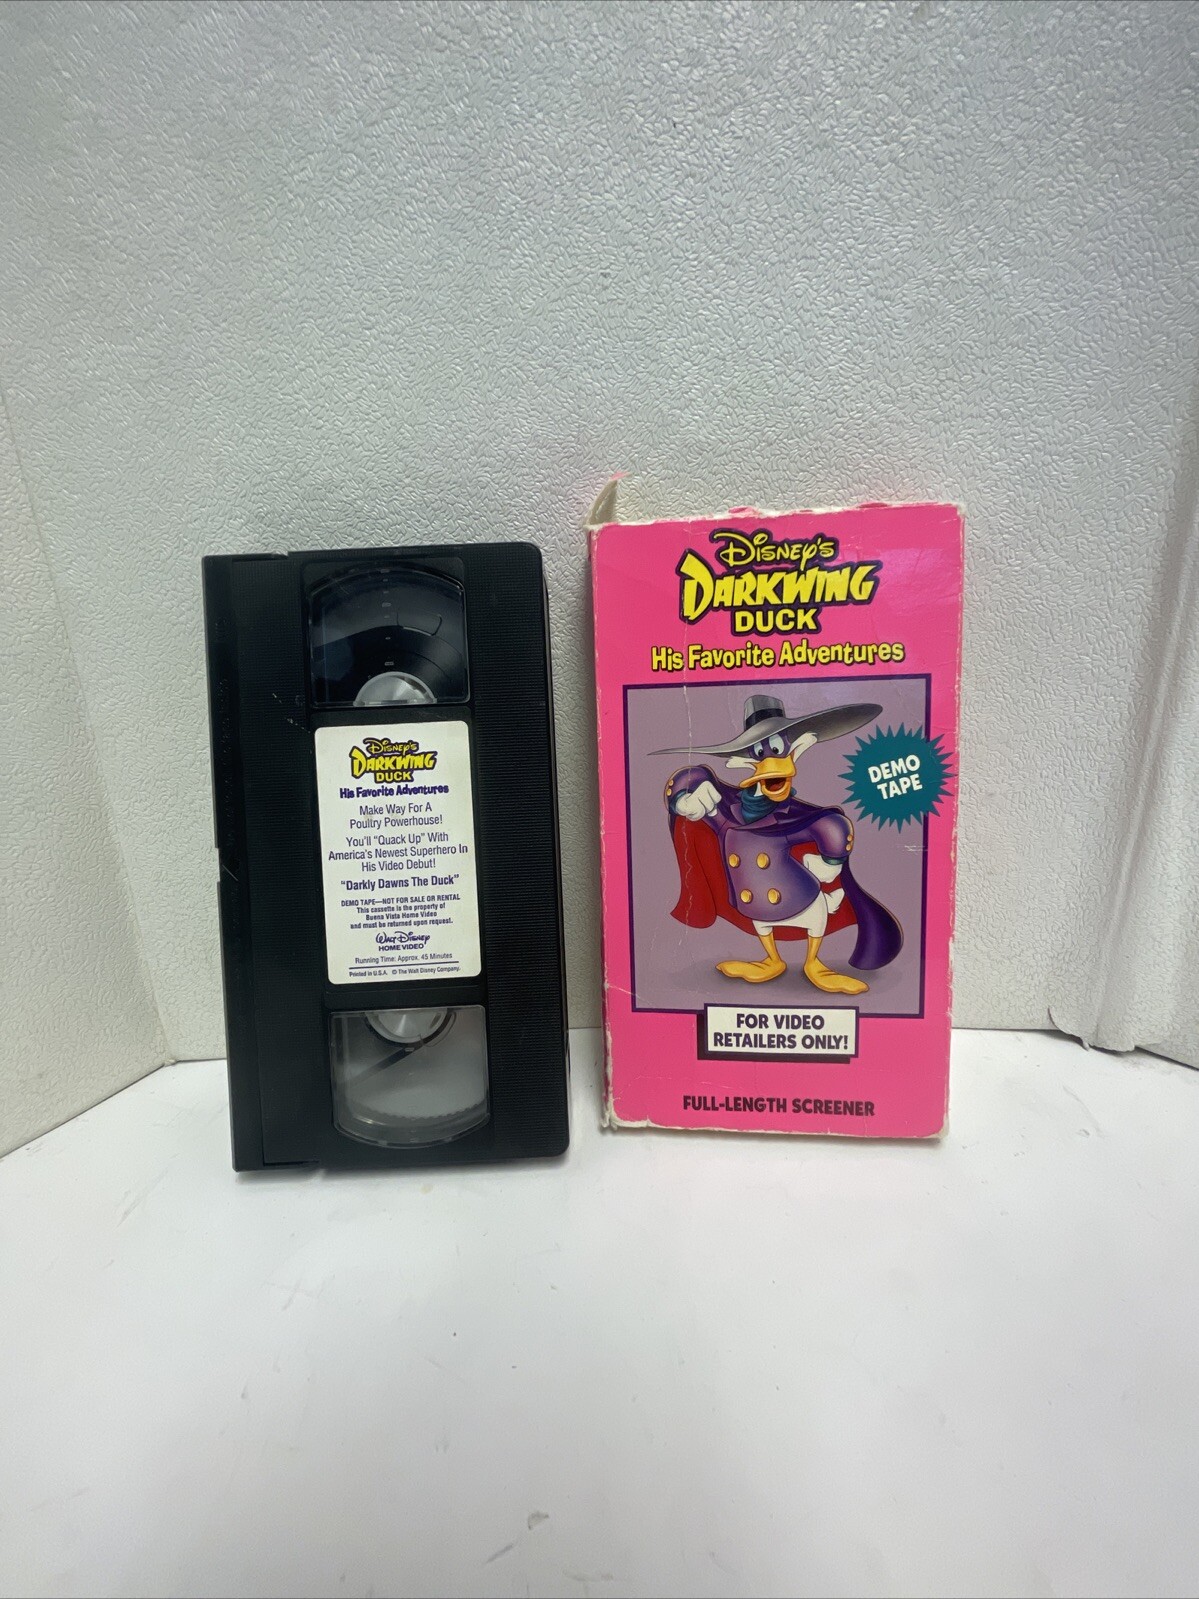 DISNEY'S
DARKWING
DUCK
His Favorite Adventures
Make Way For A
Poultry Powerhouse!
You'll "Quack Up" With
America's Newest Superhero In
His Video Debut!
"Darkly Dawns The Duck"
DEMO TAPE—NOT FOR SALE OR RENTAL
This cassette is the property of
Buena Vista Home Video
and must be returned upon request.
WALT DISNEY
HOME VIDEO
Running Time: Approx. 45 Minutes
Printed in U.S.A. © The Walt Disney Company.
DISNEY'S
DARKWING
DUCK
His Favorite Adventures
DEMO
TAPE
FOR VIDEO
RETAILERS ONLY!
FULL-LENGTH SCREENER